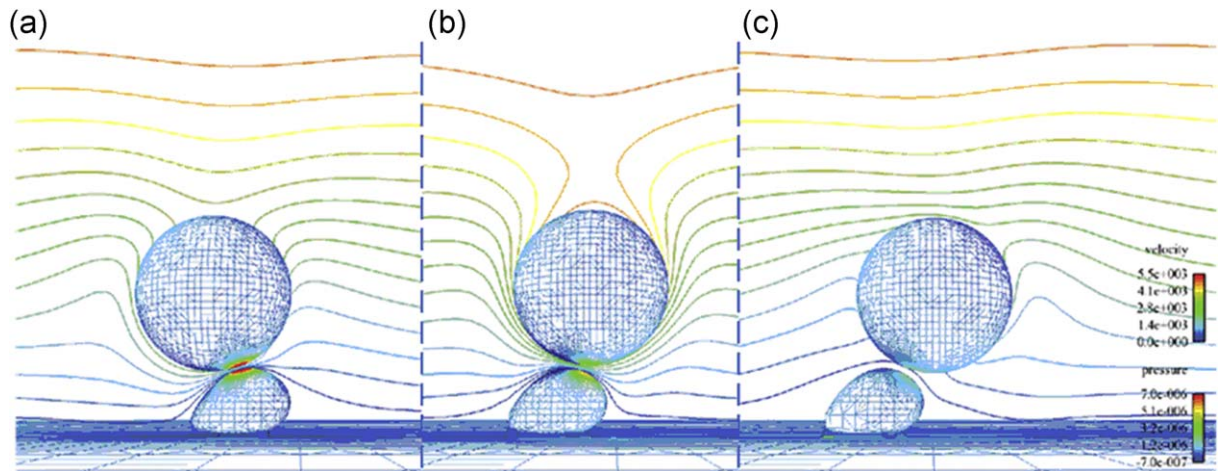 (a)
(b)
(c)
velocity
5.5e+003
4.1e+003
2.8e+003
1.4e+003
0.0e+000
pressure
7.0e-006
5.1e-006
3.2e-006
1.2e-006
-7.0e-007